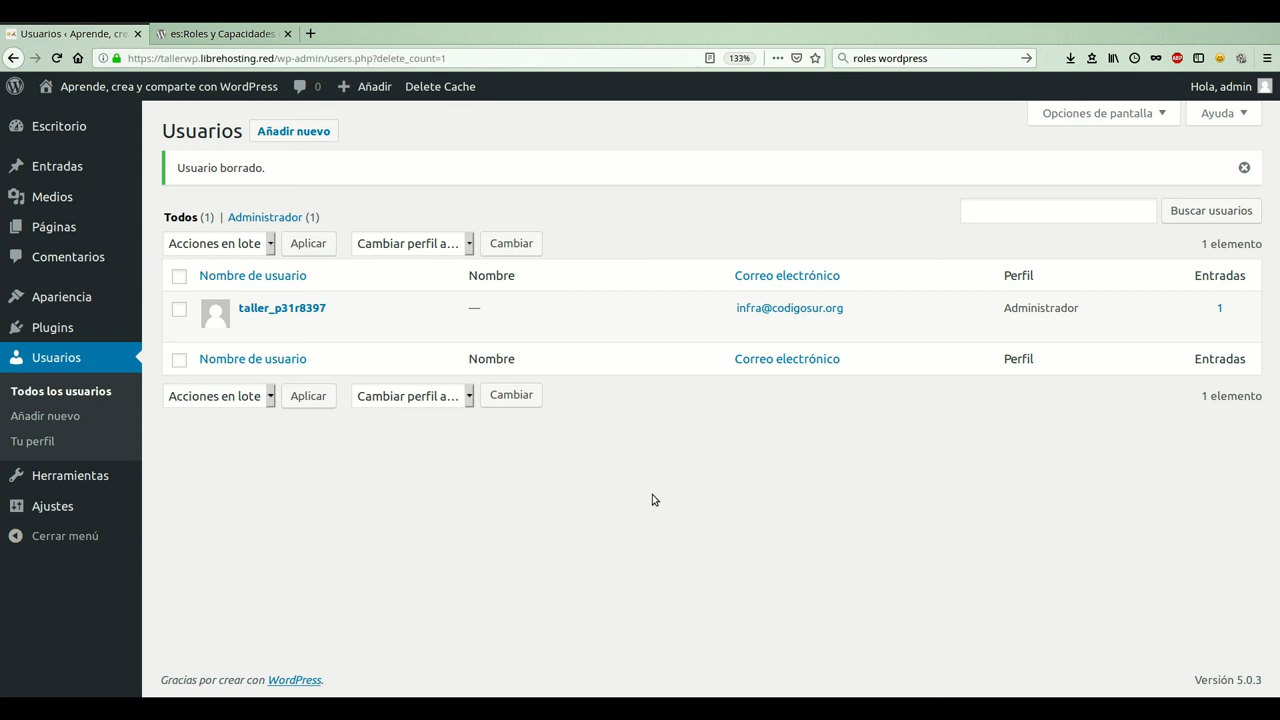 Usuarios ‹ Aprende, cre
es:Roles y Capacidades
https://tallerwp.librehosting.red/wp-admin/users.php?delete_count=1
133%
roles wordpress
Aprende, crea y comparte con WordPress
0
Añadir
Delete Cache
Hola, admin
Escritorio
Entradas
Medios
Páginas
Comentarios
Apariencia
Plugins
Usuarios
Todos los usuarios
Añadir nuevo
Tu perfil
Herramientas
Ajustes
Cerrar menú
Opciones de pantalla
Ayuda
Usuarios
Añadir nuevo
Usuario borrado.
Todos (1) | Administrador (1)
Buscar usuarios
Acciones en lote
Aplicar
Cambiar perfil a…
Cambiar
1 elemento
Nombre de usuario
Nombre
Correo electrónico
Perfil
Entradas
taller_p31r8397
—
infra@codigosur.org
Administrador
1
Nombre de usuario
Nombre
Correo electrónico
Perfil
Entradas
Acciones en lote
Aplicar
Cambiar perfil a…
Cambiar
1 elemento
Gracias por crear con WordPress.
Versión 5.0.3